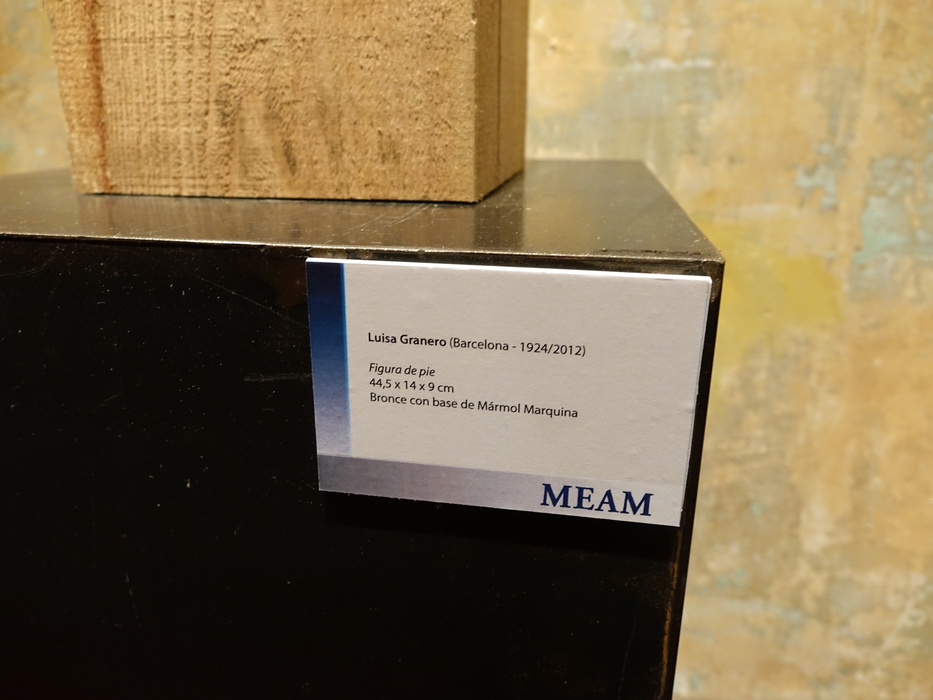 Luisa Granero (Barcelona - 1924/2012)
Figura de pie
44,5 x 14 x 9 cm
Bronce con base de Mármol Marquina
MEAM